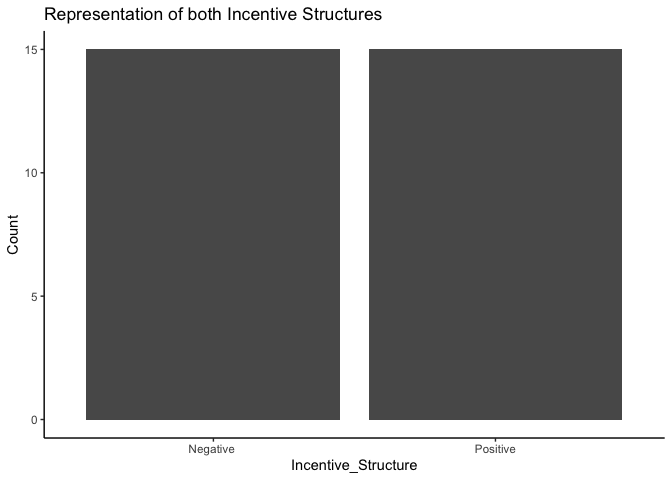 Representation of both Incentive Structures
15
10
5
0
Count
Negative
Positive
Incentive_Structure